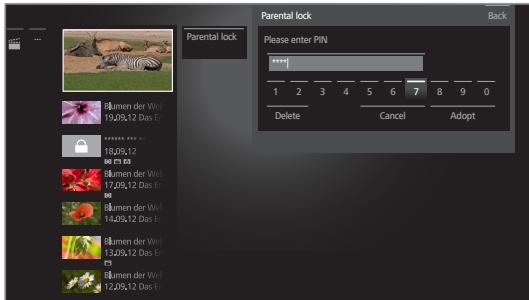 Parental lock
Back
Parental lock
Please enter PIN
****
1 2 3 4 5 6 7 8 9 0
Delete Cancel Adopt
...
Blumen der Wel
19.09.12 Das Er
****** *** **
18.09.12
Blumen der Wel
17.09.12 Das Er
Blumen der Wel
14.09.12 Das Er
Blumen der Wel
13.09.12 Das Er
Blumen der Wel
12.09.12 Das Er